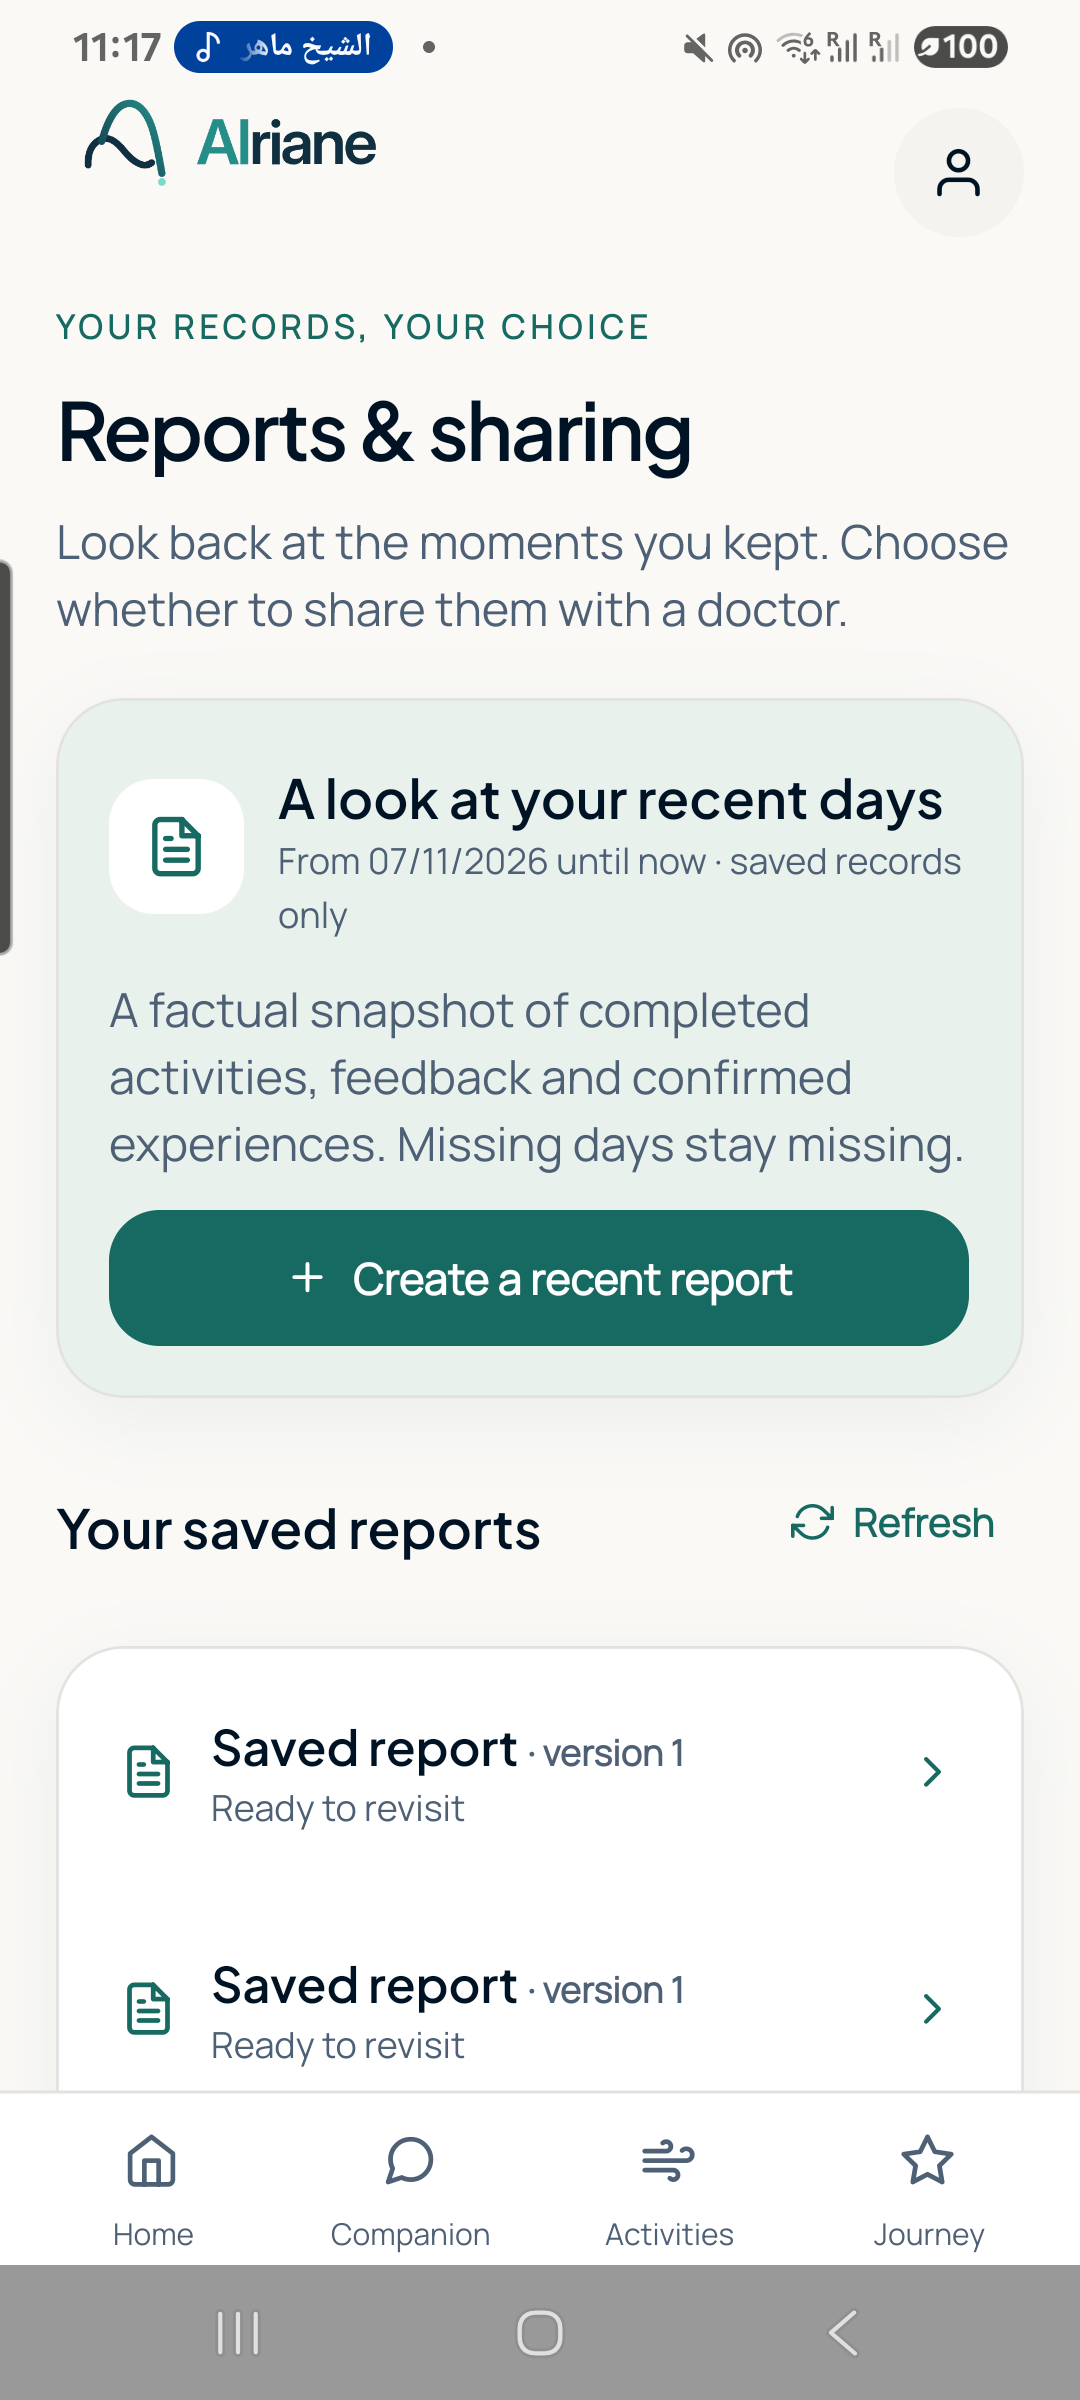 11:17 الشيخ ماهر R R 100
AIriane
YOUR RECORDS, YOUR CHOICE
Reports & sharing
Look back at the moments you kept. Choose
whether to share them with a doctor.
A look at your recent days
From 07/11/2026 until now · saved records
only
A factual snapshot of completed
activities, feedback and confirmed
experiences. Missing days stay missing.
+ Create a recent report
Your saved reports
Refresh
Saved report · version 1
Ready to revisit
Saved report · version 1
Ready to revisit
Home Companion Activities Journey